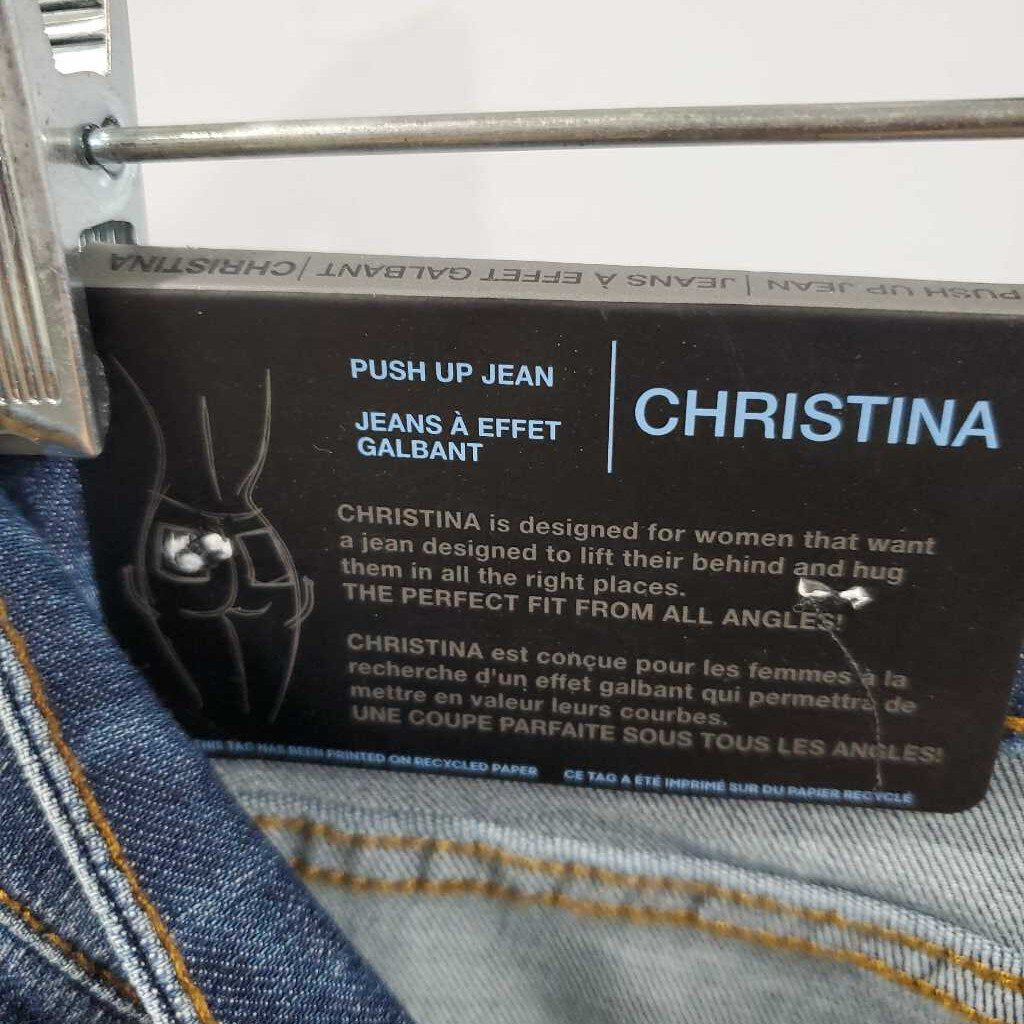 CHRISTINA | JEANS À EFFET GALBANT | PUSH UP JEAN
PUSH UP JEAN
JEANS À EFFET
GALBANT
CHRISTINA
CHRISTINA is designed for women that want
a jean designed to lift their behind and hug
them in all the right places.
THE PERFECT FIT FROM ALL ANGLES!
CHRISTINA est conçue pour les femmes à la
recherche d'un effet galbant qui permettra de
mettre en valeur leurs courbes.
UNE COUPE PARFAITE SOUS TOUS LES ANGLES!
THIS TAG HAS BEEN PRINTED ON RECYCLED PAPER
CE TAG A ÉTÉ IMPRIMÉ SUR DU PAPIER RECYCLÉ